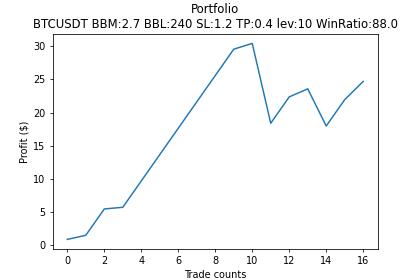 Portfolio
BTCUSDT BBM:2.7 BBL:240 SL:1.2 TP:0.4 lev:10 WinRatio:88.0
30
25
20
15
10
5
0
Profit ($)
0 2 4 6 8 10 12 14 16
Trade counts